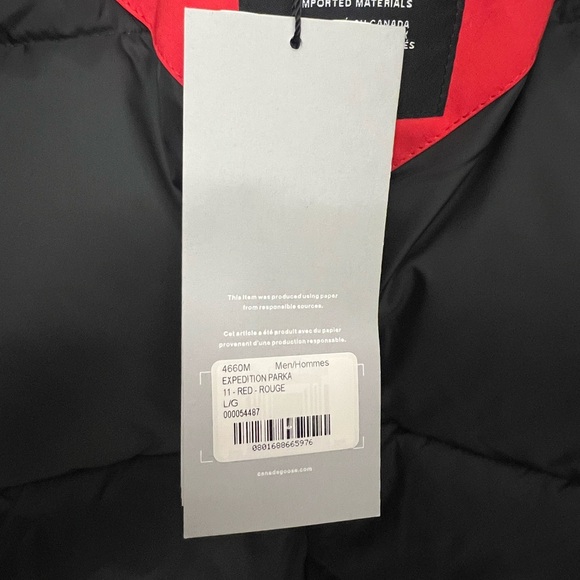 IMPORTED MATERIALS
CANADA
This item was produced using paper
from responsible sources.
Cet article a été produit avec du papier
provenant d'une production responsable.
4660M Men/Hommes
EXPEDITION PARKA
11 - RED - ROUGE
L/G
000054487
0801688665976
canadagoose.com